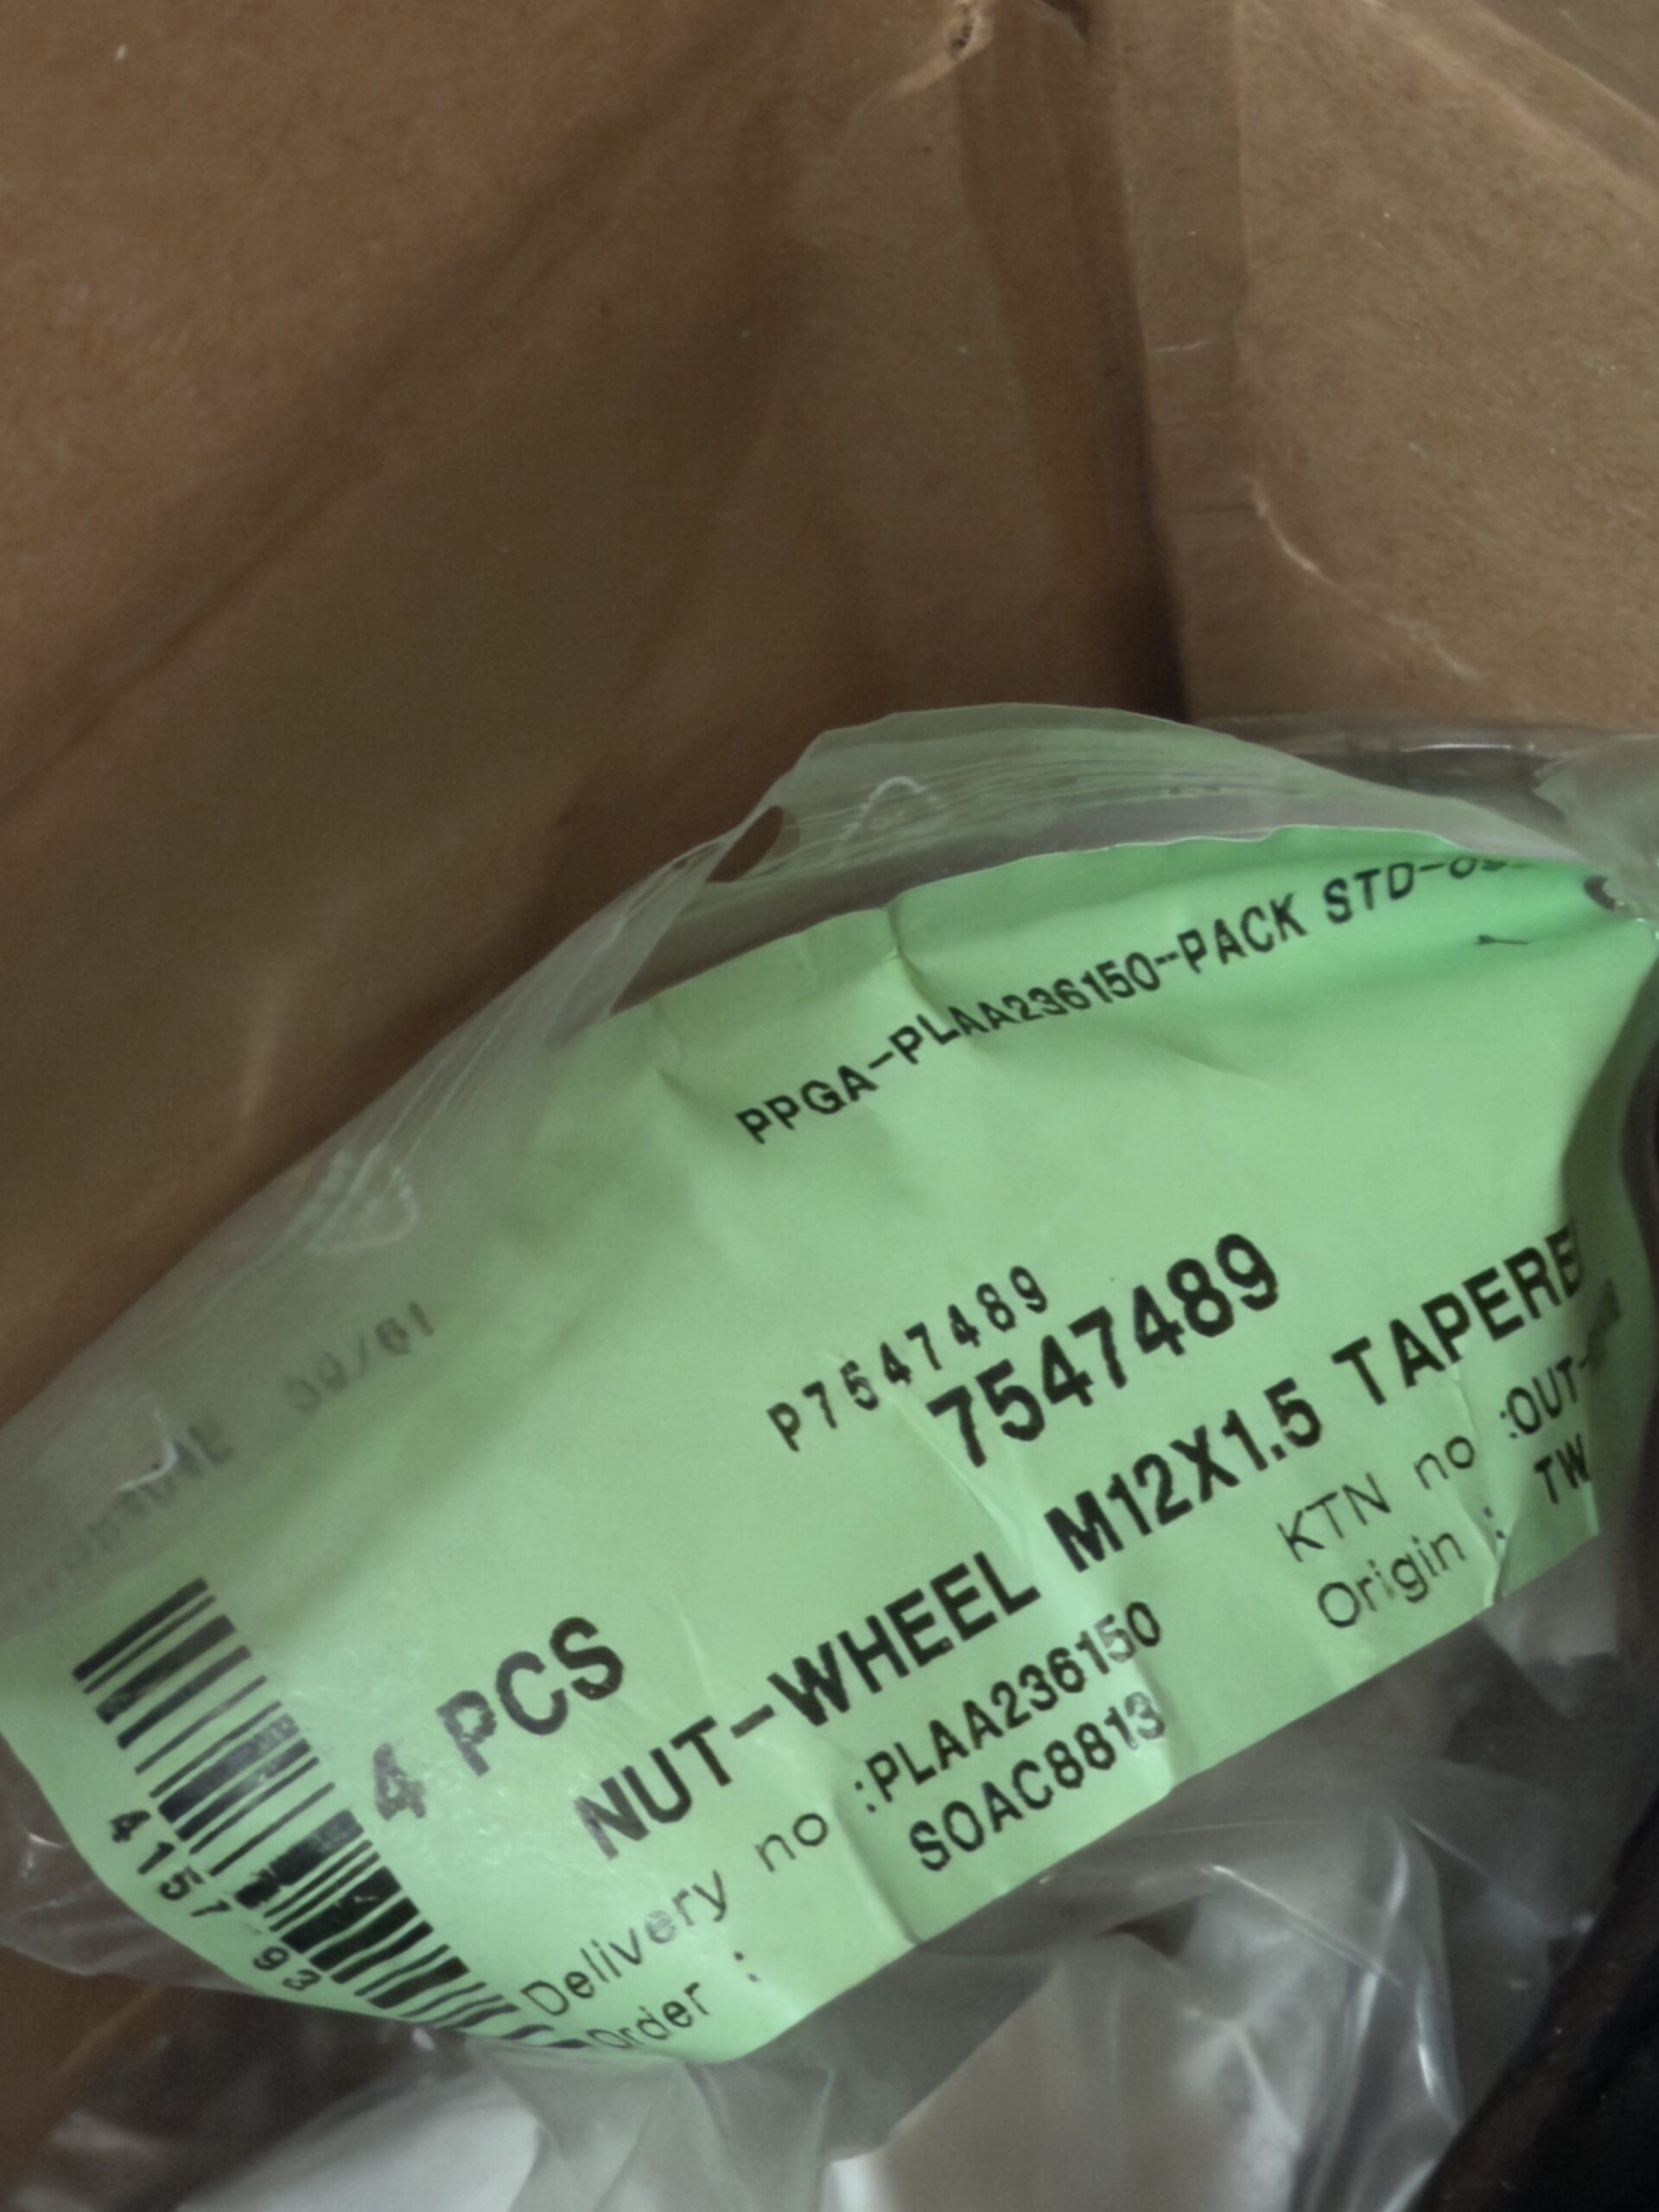 PPGA-PLAA236150--PACK STD-
P7547489
7547489
4 PCS
NUT-WHEEL M12X1.5 TAPERE
Delivery no :PLAA236150
KTN no :OUT-
Order : SOAC8813
Origin : TW
4157 93